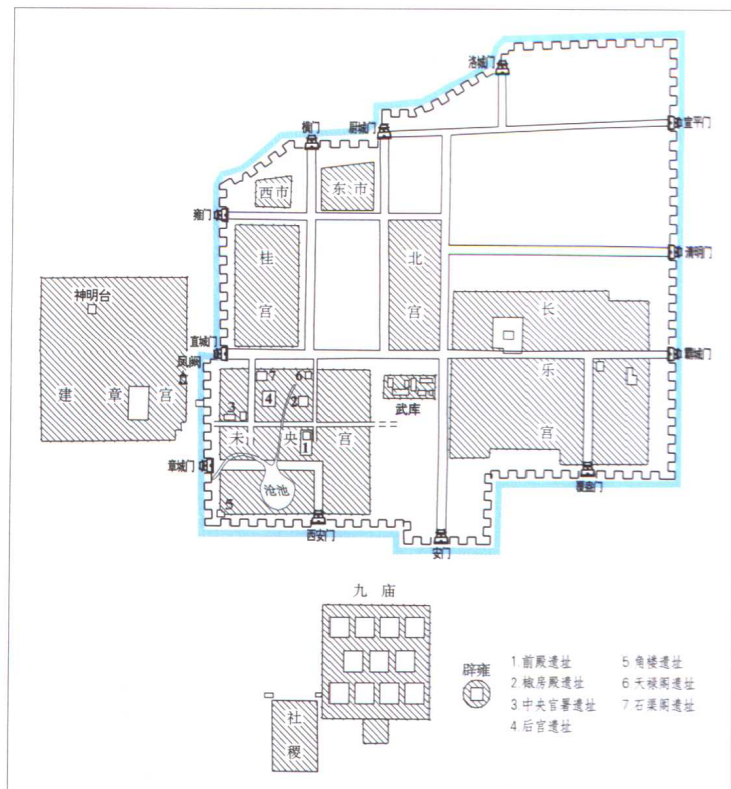 洛城门
宣平门
横门
厨城门
西市
东市
雍门
清明门
桂宫
北宫
神明台
长乐宫
直城门
霸城门
凤阙
建章宫
7
6
4
2
3
武库
未央宫
1
章城门
沧池
5
覆盎门
西安门
安门
九庙
辟雍
社稷
1 前殿遗址
2 椒房殿遗址
3 中央官署遗址
4 后宫遗址
5 角楼遗址
6 天禄阁遗址
7 石渠阁遗址